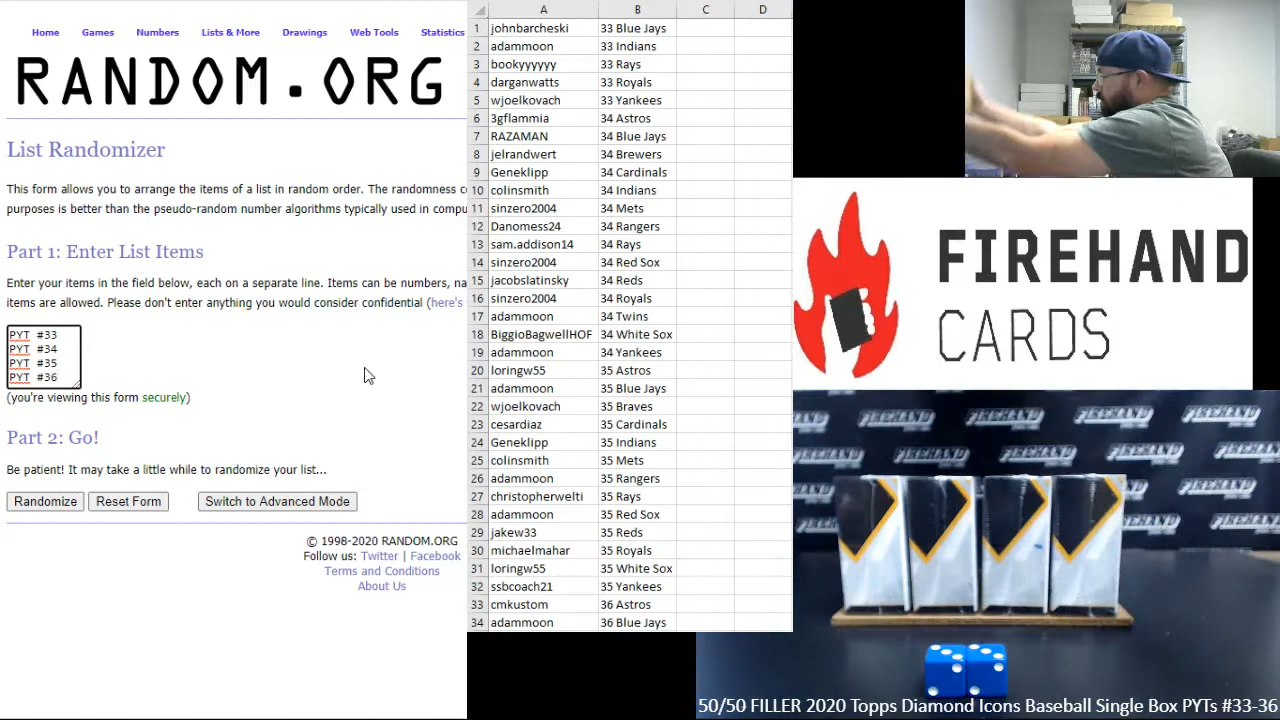 Home Games Numbers Lists & More Drawings Web Tools Statistics
RANDOM.ORG
List Randomizer
This form allows you to arrange the items of a list in random order. The randomness
purposes is better than the pseudo-random number algorithms typically used in
Part 1: Enter List Items
Enter your items in the field below, each on a separate line. Items can be numbers,
items are allowed. Please don't enter anything you would consider confidential (here's
PYT #33
PYT #34
PYT #35
PYT #36
(you're viewing this form securely)
Part 2: Go!
Be patient! It may take a little while to randomize your list...
Randomize Reset Form Switch to Advanced Mode
© 1998-2020 RANDOM.ORG
Follow us: Twitter | Facebook
Terms and Conditions
About Us
A B C D
1 johnbarcheski 33 Blue Jays
2 adammoon 33 Indians
3 bookyyyyyy 33 Rays
4 darganwatts 33 Royals
5 wjoelkovach 33 Yankees
6 3gflammia 34 Astros
7 RAZAMAN 34 Blue Jays
8 jelrandwert 34 Brewers
9 Geneklipp 34 Cardinals
10 colinsmith 34 Indians
11 sinzero2004 34 Mets
12 Danomess24 34 Rangers
13 sam.addison14 34 Rays
14 sinzero2004 34 Red Sox
15 jacobslatinsky 34 Reds
16 sinzero2004 34 Royals
17 adammoon 34 Twins
18 BiggioBagwellHOF 34 White Sox
19 adammoon 34 Yankees
20 loringw55 35 Astros
21 adammoon 35 Blue Jays
22 wjoelkovach 35 Braves
23 cesardiaz 35 Cardinals
24 Geneklipp 35 Indians
25 colinsmith 35 Mets
26 adammoon 35 Rangers
27 christopherwelti 35 Rays
28 adammoon 35 Red Sox
29 jakew33 35 Reds
30 michaelmahar 35 Royals
31 loringw55 35 White Sox
32 ssbcoach21 35 Yankees
33 cmkustom 36 Astros
34 adammoon 36 Blue Jays
FIREHAND
CARDS
FIREHAND
50/50 FILLER 2020 Topps Diamond Icons Baseball Single Box PYTs #33-36